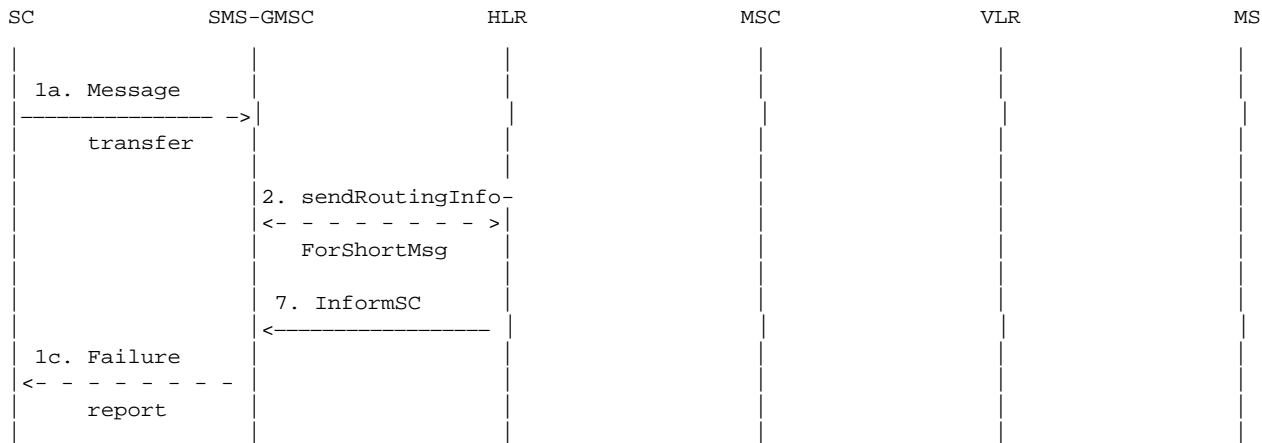 SC SMS-GMSC HLR MSC VLR MS
1a. Message
transfer
2. sendRoutingInfo-
ForShortMsg
7. InformSC
1c. Failure
report